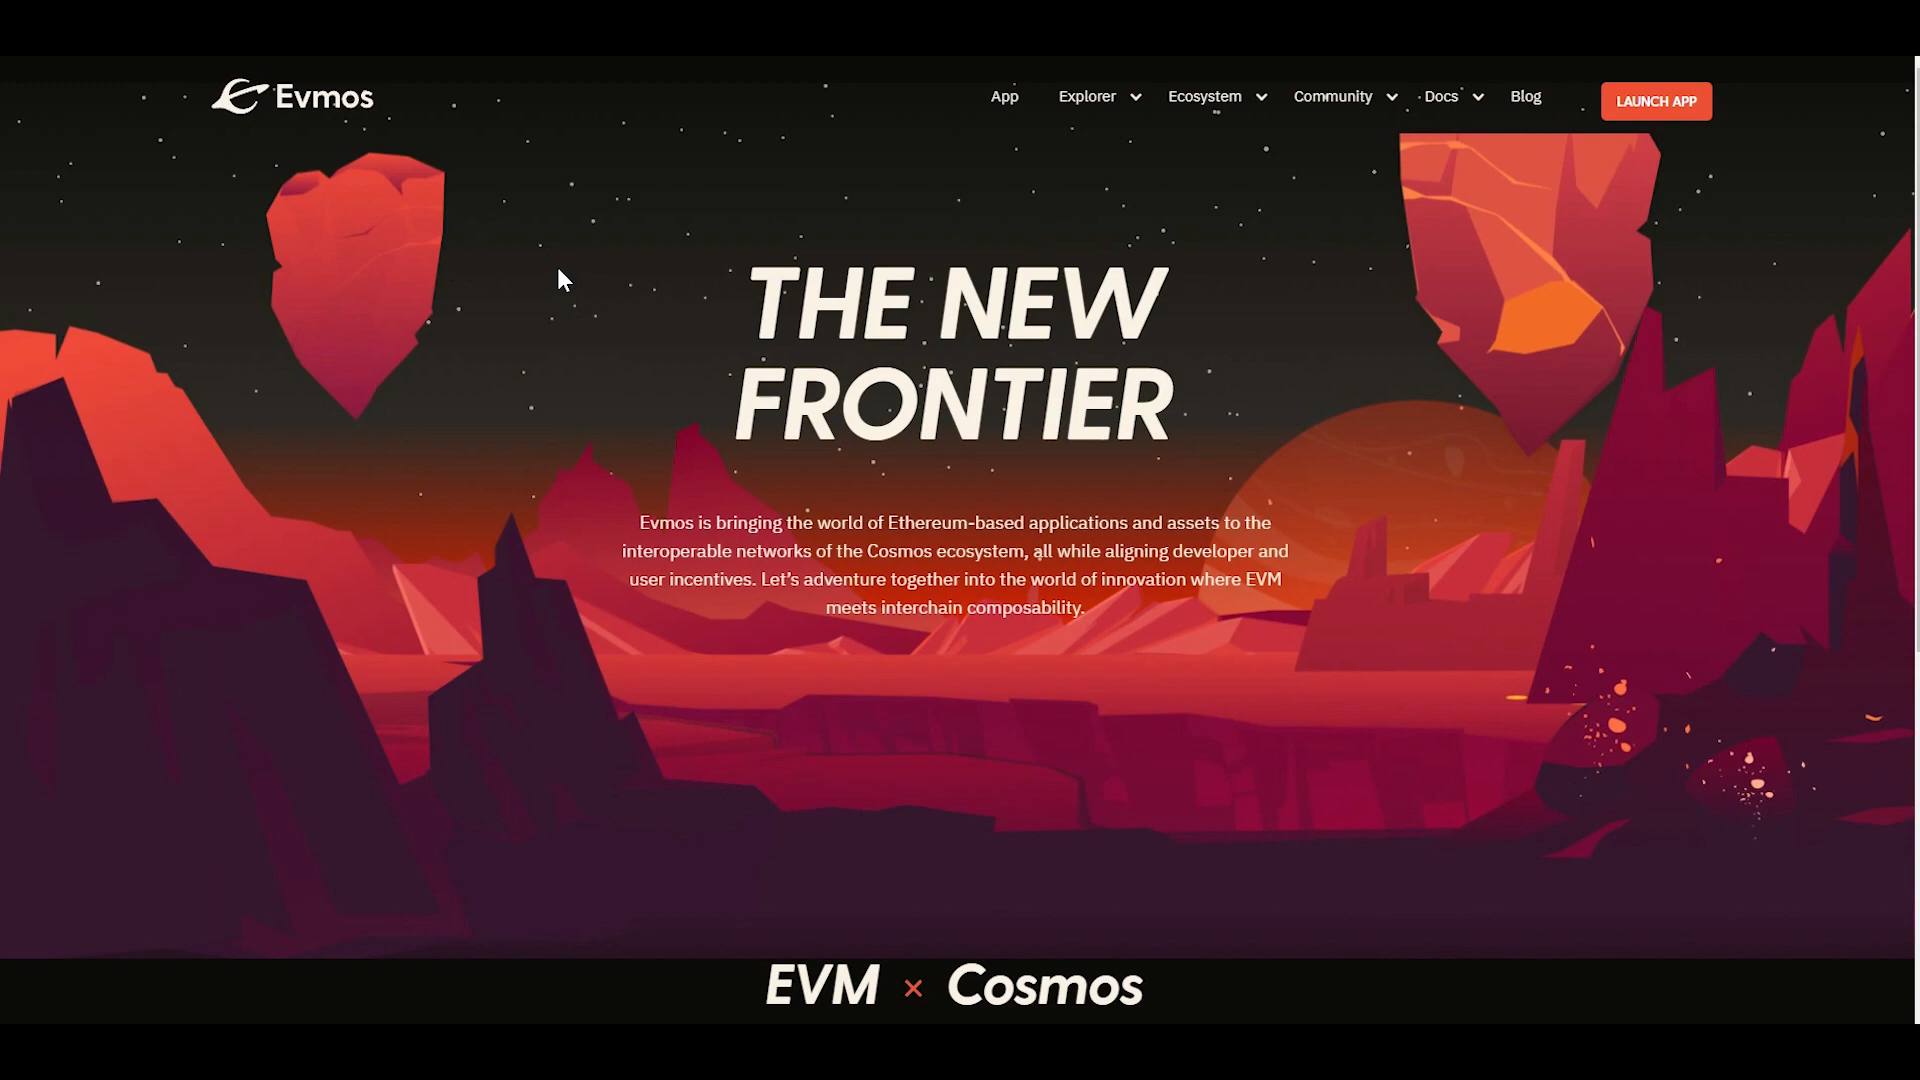 Evmos
App Explorer Ecosystem Community Docs Blog LAUNCH APP
THE NEW
FRONTIER
Evmos is bringing the world of Ethereum-based applications and assets to the
interoperable networks of the Cosmos ecosystem, all while aligning developer and
user incentives. Let’s adventure together into the world of innovation where EVM
meets interchain composability.
EVM × Cosmos